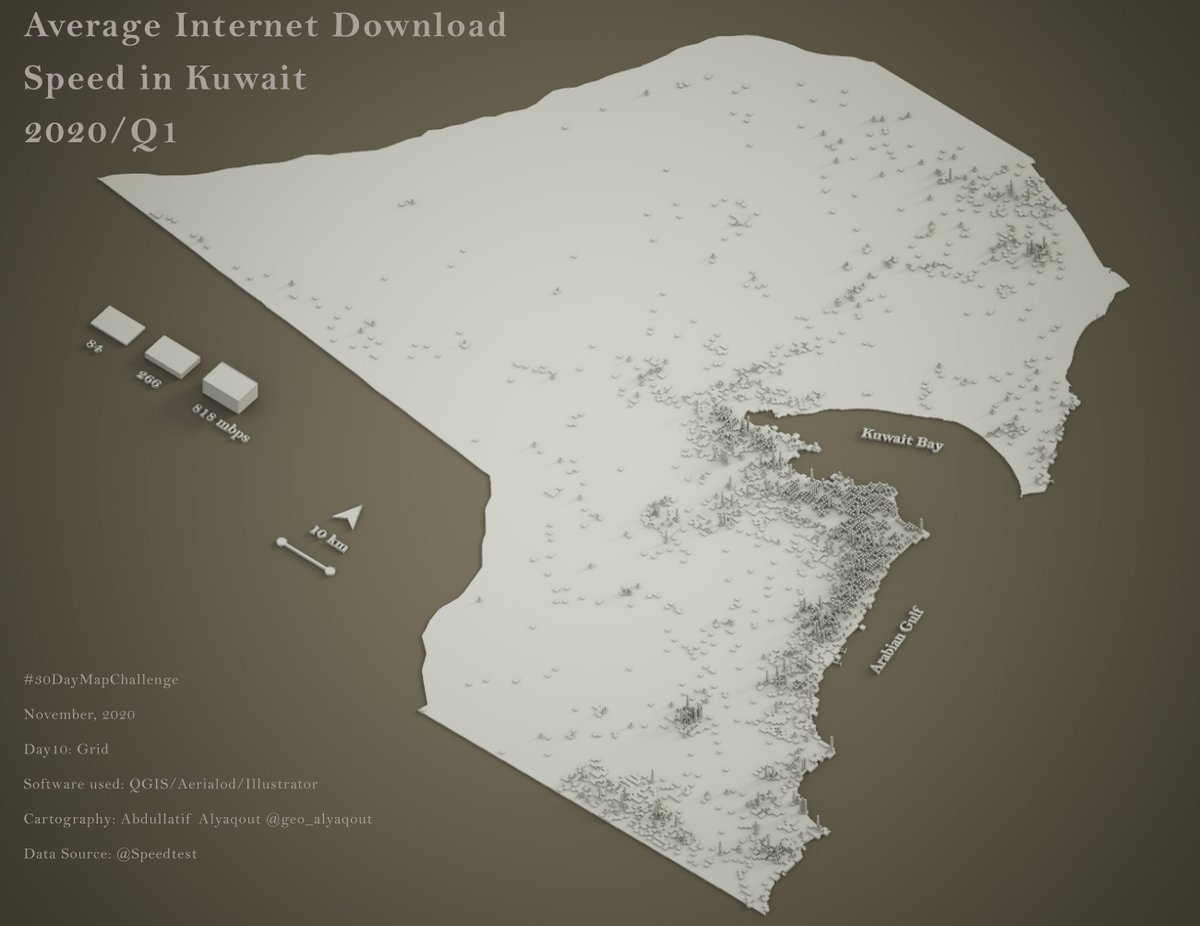 Average Internet Download
Speed in Kuwait
2020/Q1
84
266
818 mbps
Kuwait Bay
10 km
Arabian Gulf
#30DayMapChallenge
November, 2020
Day10: Grid
Software used: QGIS/Aerialod/Illustrator
Cartography: Abdullatif Alyaqout @geo_alyaqout
Data Source: @Speedtest